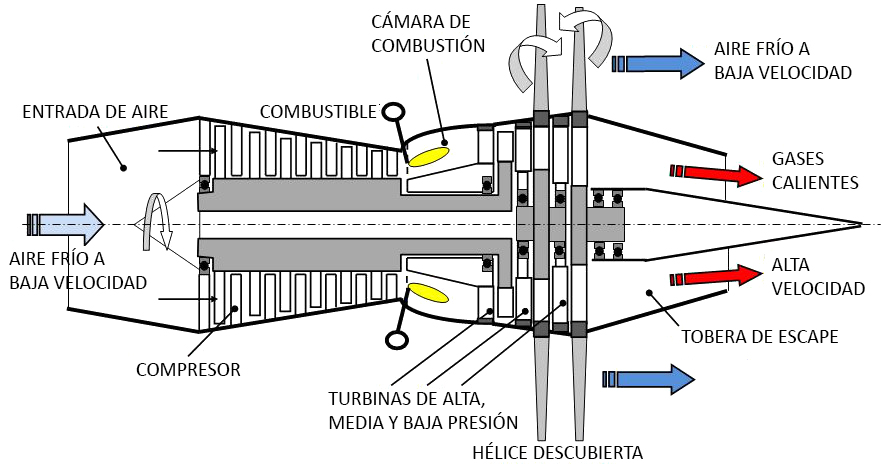 CÁMARA DE
COMBUSTIÓN
AIRE FRÍO A
BAJA VELOCIDAD
ENTRADA DE AIRE
COMBUSTIBLE
GASES
CALIENTES
AIRE FRÍO A
BAJA VELOCIDAD
ALTA
VELOCIDAD
TOBERA DE ESCAPE
COMPRESOR
TURBINAS DE ALTA,
MEDIA Y BAJA PRESIÓN
HÉLICE DESCUBIERTA